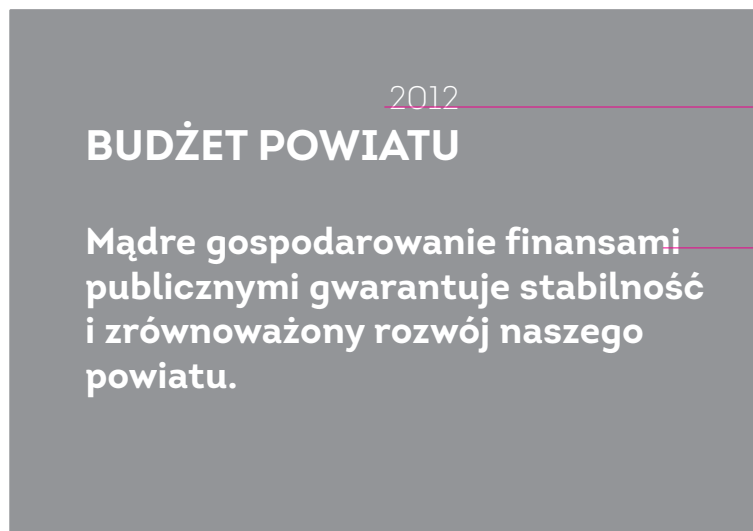 2012
BUDŻET POWIATU
Mądre gospodarowanie finansami
publicznymi gwarantuje stabilność
i zrównoważony rozwój naszego
powiatu.